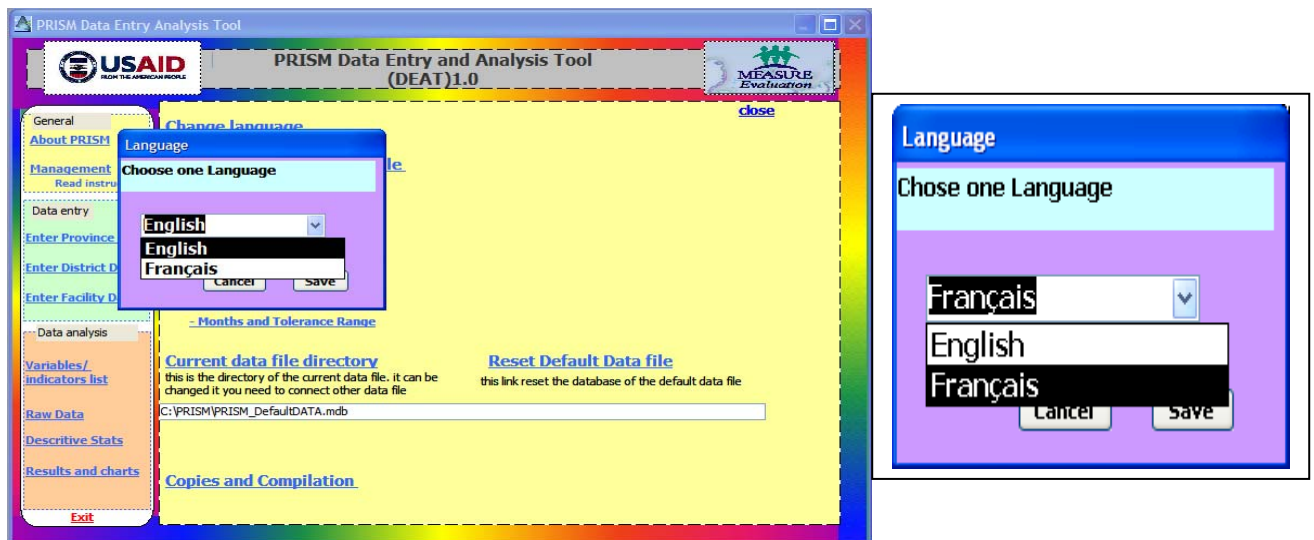 PRISM Data Entry Analysis Tool
USAID
FROM THE AMERICAN PEOPLE
PRISM Data Entry and Analysis Tool
(DEAT)1.0
MEASURE
Evaluation
close
General
About PRISM
Management
Read instru
Data entry
Enter Province
Enter District D
Enter Facility D
Data analysis
Variables/
indicators list
Raw Data
Descritive Stats
Results and charts
Exit
Change language
le
Language
Choose one Language
English
English
Français
Cancel
Save
- Months and Tolerance Range
Current data file directory
this is the directory of the current data file. it can be
changed it you need to connect other data file
Reset Default Data file
this link reset the database of the default data file
C:\PRISM\PRISM_DefaultDATA.mdb
Copies and Compilation
Language
Chose one Language
Français
English
Français
Cancel
Save